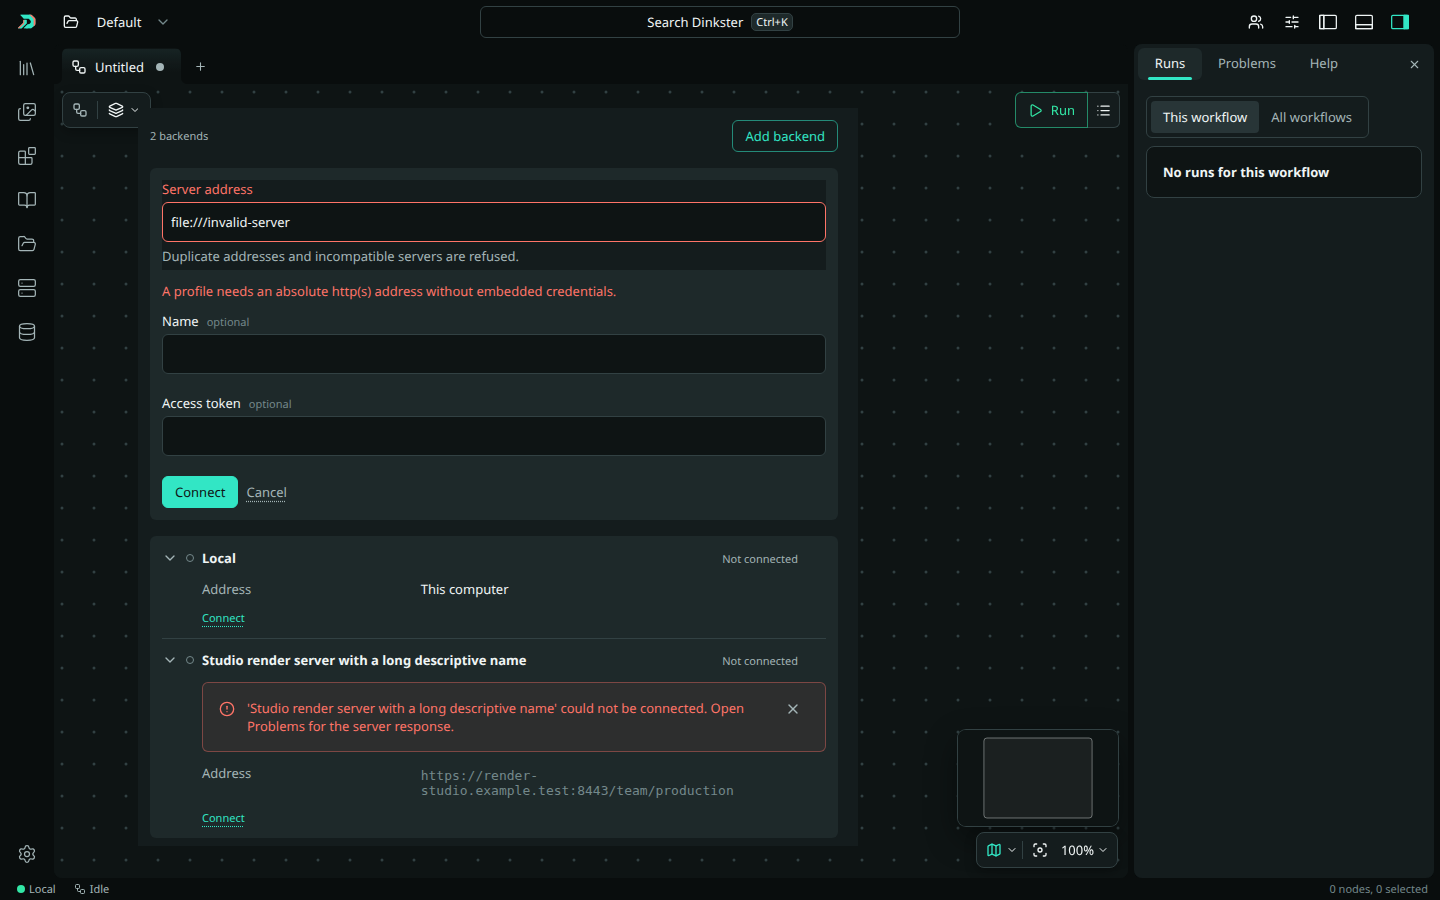 Default
Search Dinkster Ctrl+K
Untitled
Runs Problems Help
This workflow All workflows
No runs for this workflow
Run
2 backends
Add backend
Server address
file:///invalid-server
Duplicate addresses and incompatible servers are refused.
A profile needs an absolute http(s) address without embedded credentials.
Name optional
Access token optional
Connect Cancel
Local Not connected
Address This computer
Connect
Studio render server with a long descriptive name Not connected
'Studio render server with a long descriptive name' could not be connected. Open
Problems for the server response.
Address https://render-
studio.example.test:8443/team/production
Connect
100%
Local Idle
0 nodes, 0 selected